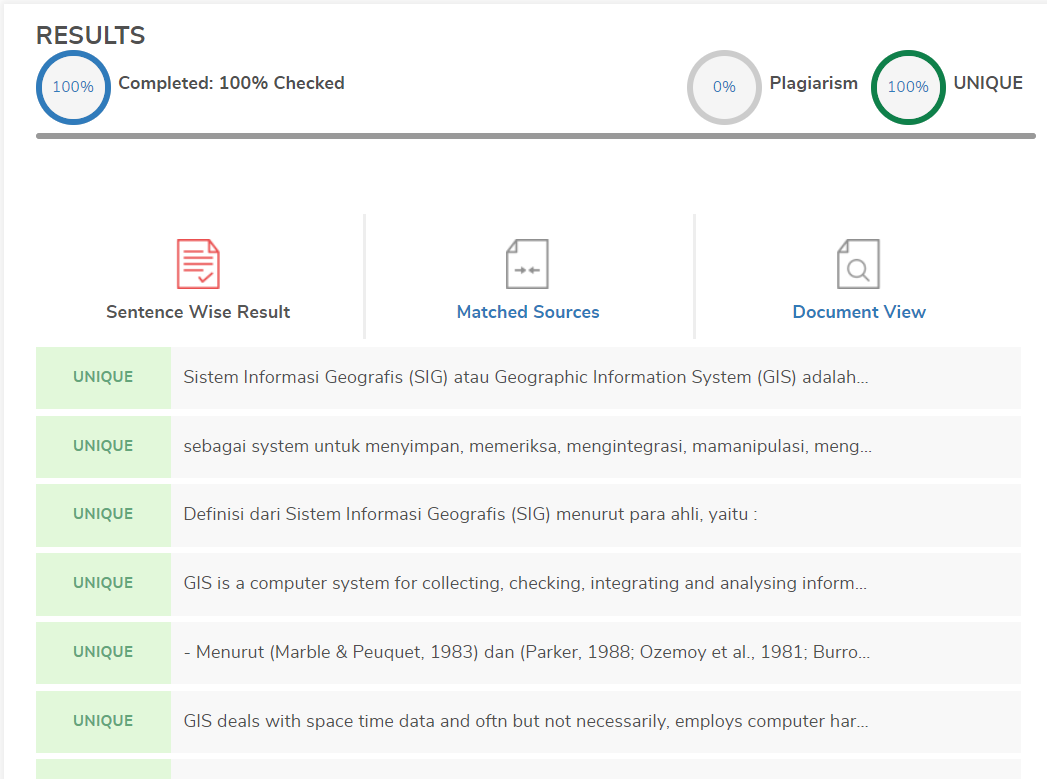 RESULTS
100% Completed: 100% Checked 0% Plagiarism 100% UNIQUE
Sentence Wise Result Matched Sources Document View
UNIQUE Sistem Informasi Geografis (SIG) atau Geographic Information System (GIS) adalah...
UNIQUE sebagai system untuk menyimpan, memeriksa, mengintegrasi, mamanipulasi, meng...
UNIQUE Definisi dari Sistem Informasi Geografis (SIG) menurut para ahli, yaitu :
UNIQUE GIS is a computer system for collecting, checking, integrating and analysing inform...
UNIQUE - Menurut (Marble & Peuquet, 1983) dan (Parker, 1988; Ozemoy et al., 1981; Burro...
UNIQUE GIS deals with space time data and oftn but not necessarily, employs computer har...